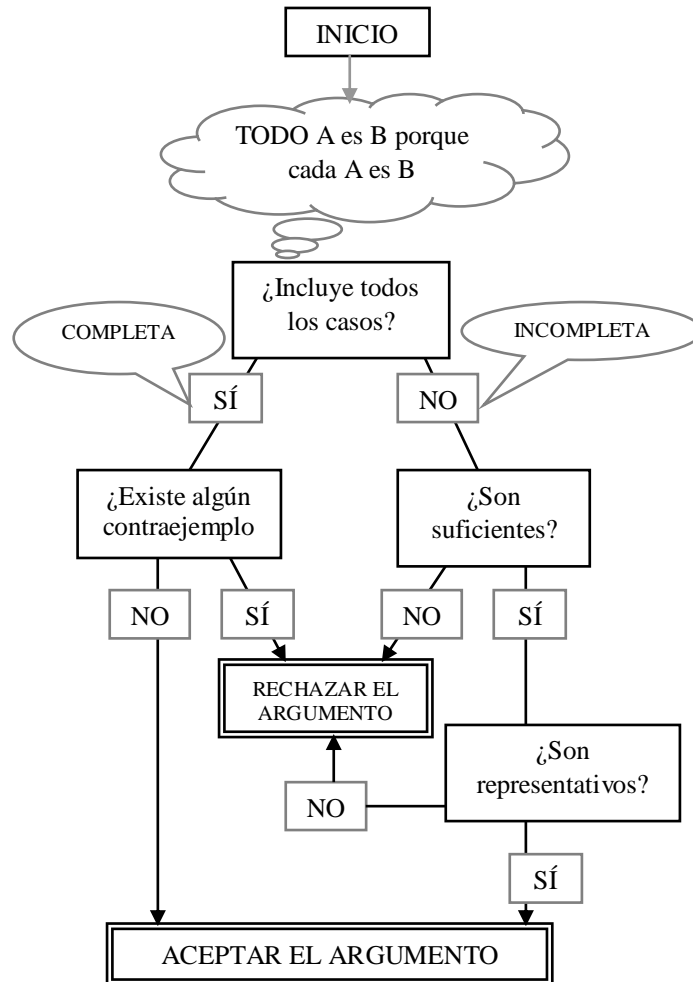 INICIO
TODO A es B porque
cada A es B
¿Incluye todos
los casos?
COMPLETA
INCOMPLETA
SÍ
NO
¿Existe algún
contraejemplo
¿Son
suficientes?
NO
SÍ
NO
SÍ
RECHAZAR EL
ARGUMENTO
¿Son
representativos?
NO
SÍ
ACEPTAR EL ARGUMENTO